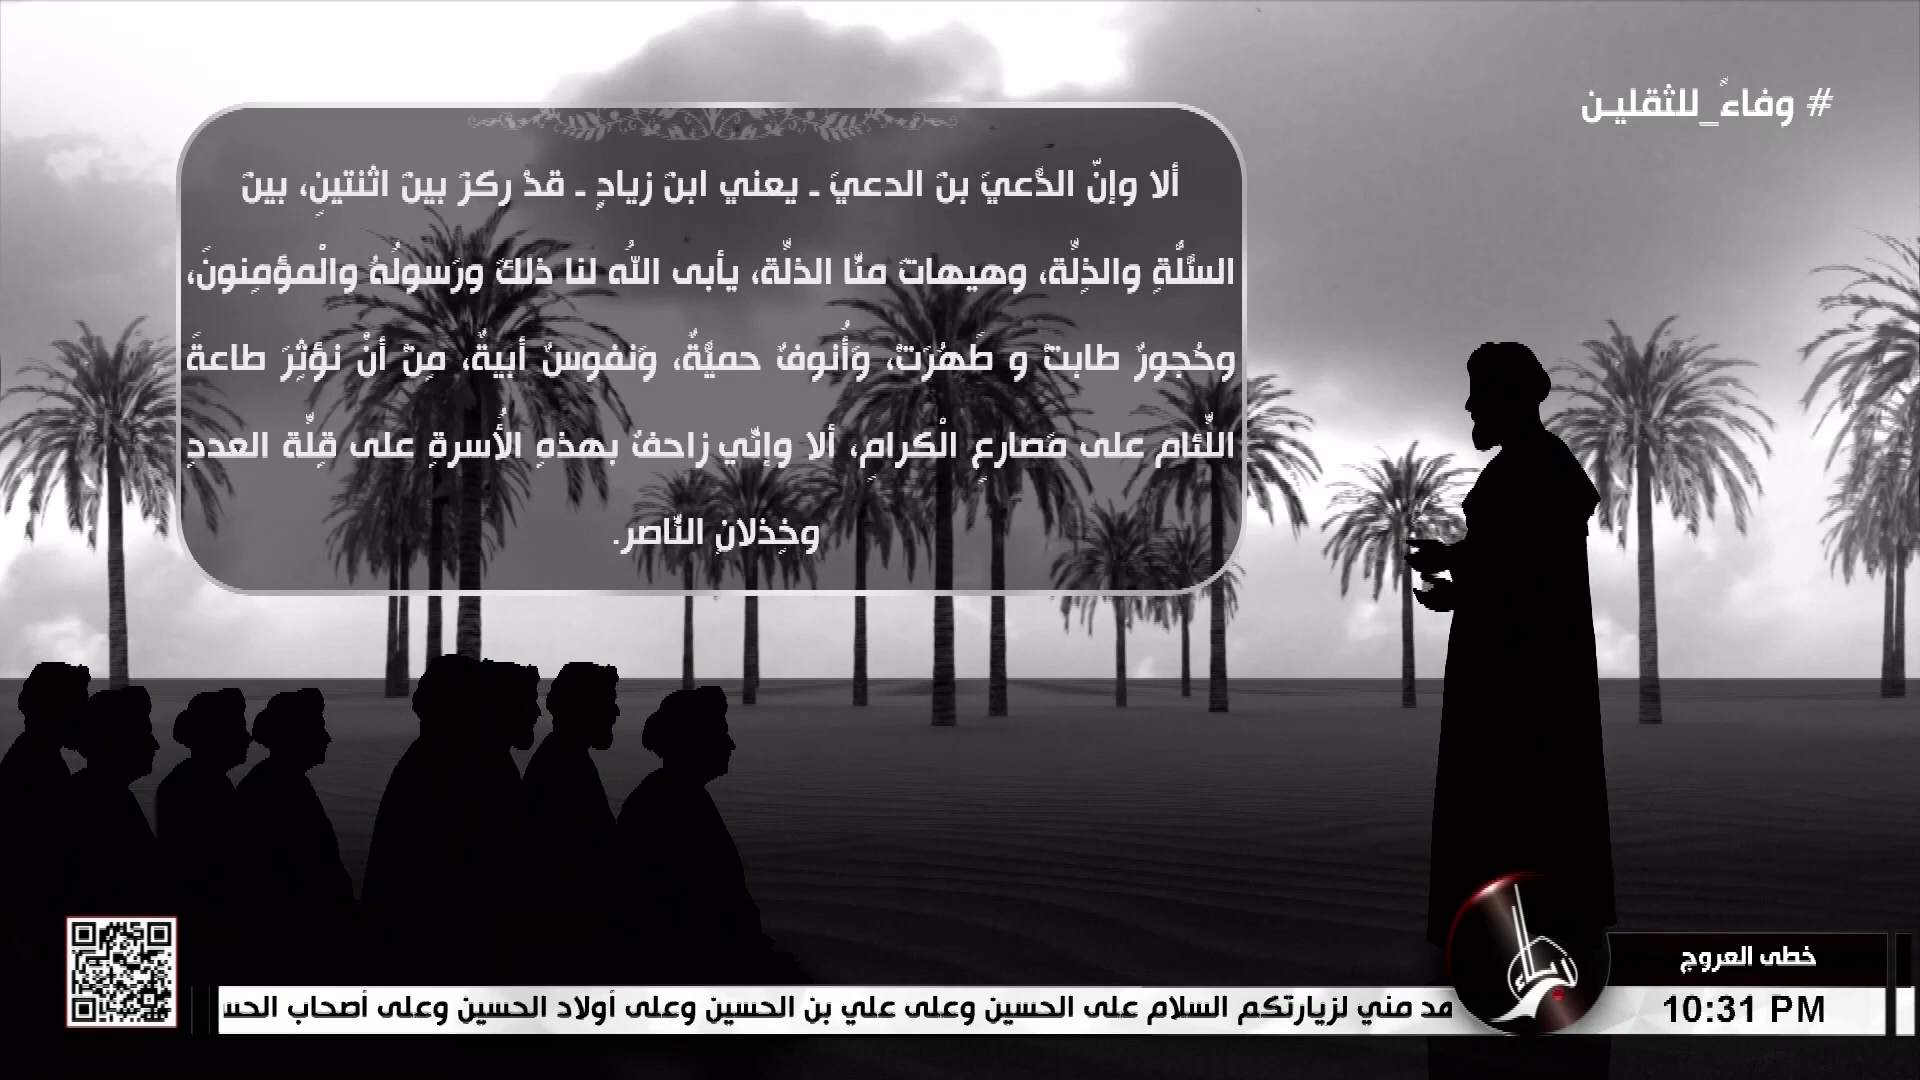 # وفاءً_للثقلين
ألا وإنّ الدَّعيَ بنَ الدعيَ ـ يعني ابنَ زيادٍ ـ قدْ ركزَ بينَ اثنتينِ، بينَ
السَّلَّةِ والذِلَّة، وهيهاتَ منّا الذلَّة، يأبى اللهُ لنا ذلكَ ورَسولُهُ والْمؤمِنونَ،
وحُجورٌ طابتْ و طَهُرَتْ، وَأُنوفٌ حميَّةٌ، وَنفوسٌ أبيةٌ، مِنْ أنْ نؤثِرَ طاعةَ
اللِّئام على مَصارعِ الْكرامِ، ألا وإنِّي زاحفٌ بهذهِ الأُسرةِ على قِلَّة العددِ
وخِذلانِ النّاصر.
كربلاء
خطى العروج
مد مني لزيارتكم السلام على الحسين وعلى علي بن الحسين وعلى أولاد الحسين وعلى أصحاب الحس
10:31 PM